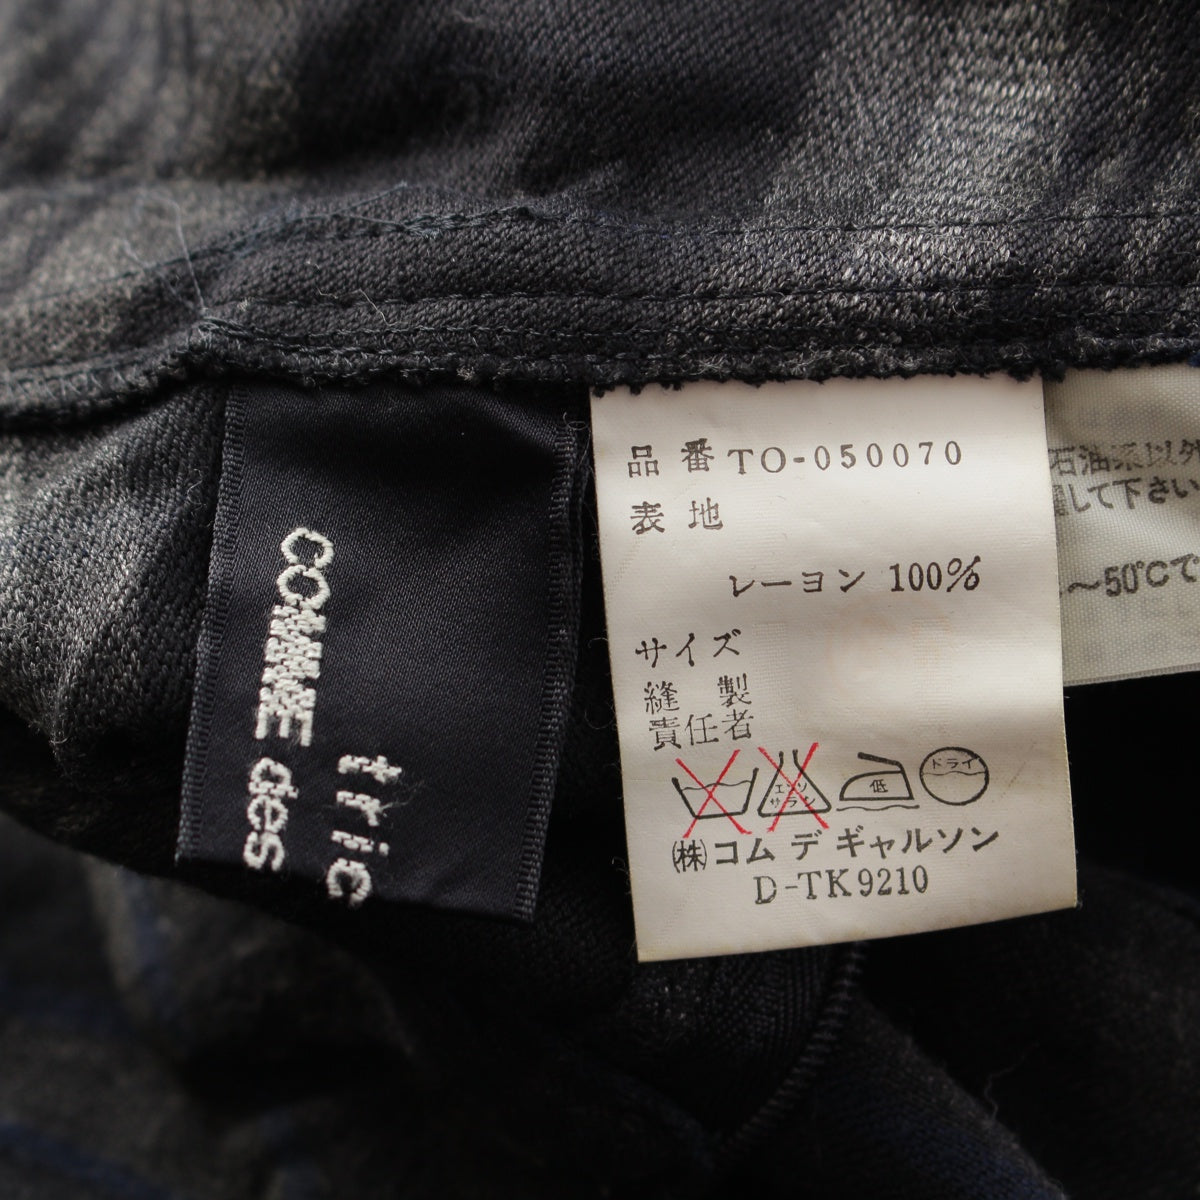 COMME des
tric
品番 TO-050070
表地
レーヨン 100%
サイズ
縫製
責任者
エンソ
サラシ
低
ドライ
(株)コム デ ギャルソン
D-TK9210
石油系以外
して下さい
～50℃で